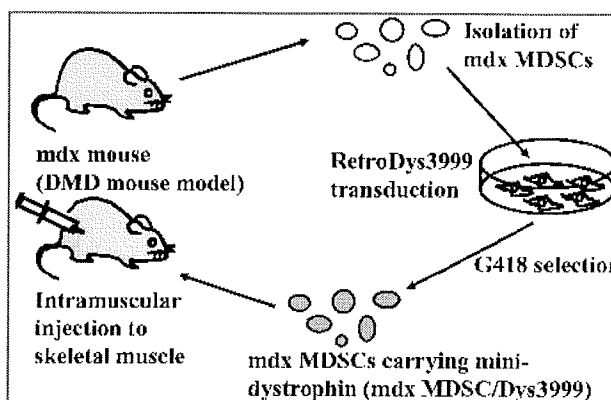 Isolation of
mdx MDSCs
mdx mouse
(DMD mouse model)
RetroDys3999
transduction
G418 selection
Intramuscular
injection to
skeletal muscle
mdx MDSCs carrying mini-
dystrophin (mdx MDSC/Dys3999)